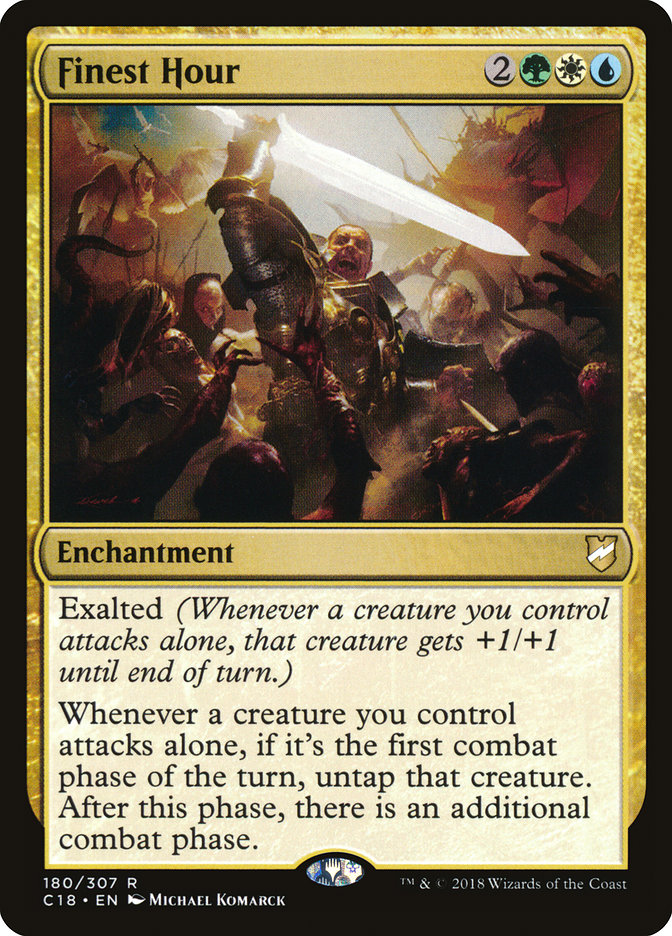 Finest Hour
2
Enchantment
Exalted (Whenever a creature you control
attacks alone, that creature gets +1/+1
until end of turn.)
Whenever a creature you control
attacks alone, if it's the first combat
phase of the turn, untap that creature.
After this phase, there is an additional
combat phase.
180/307 R
™ & © 2018 Wizards of the Coast
C18 • EN Michael Komarck